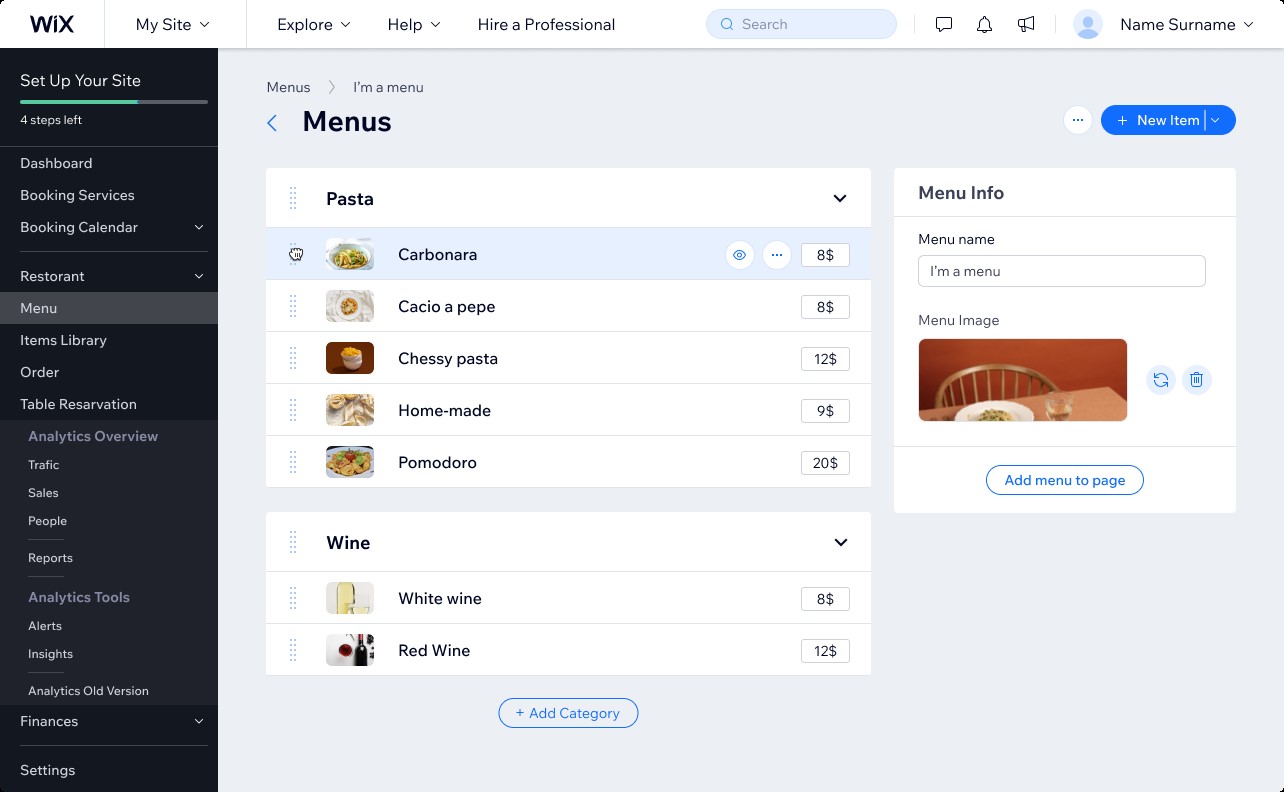 WiX
My Site
Explore
Help
Hire a Professional
Search
Name Surname
Set Up Your Site
4 steps left
Dashboard
Booking Services
Booking Calendar
Restorant
Menu
Items Library
Order
Table Resarvation
Analytics Overview
Trafic
Sales
People
Reports
Analytics Tools
Alerts
Insights
Analytics Old Version
Finances
Settings
Menus
I'm a menu
Menus
+ New Item
Pasta
Carbonara
8$
Cacio a pepe
8$
Chessy pasta
12$
Home-made
9$
Pomodoro
20$
Wine
White wine
8$
Red Wine
12$
+ Add Category
Menu Info
Menu name
I'm a menu
Menu Image
Add menu to page